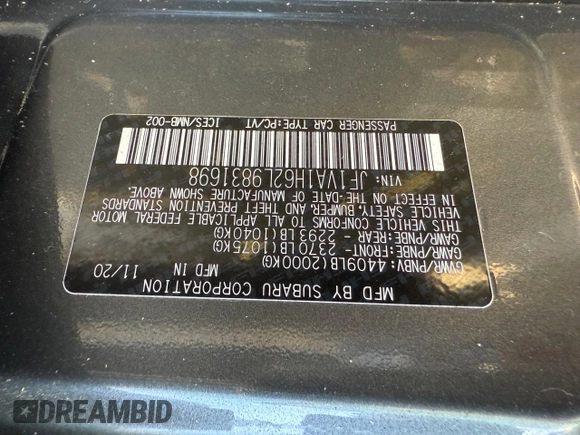 MFD BY SUBARU CORPORATION
MFD IN 11/20
GVWR/PNBV: 4409LB(2000KG)
GAWR/PNBE:FRONT- 2370LB(1075KG)
GAWR/PNBE:REAR- 2293LB(1040KG)
THIS VEHICLE CONFORMS TO ALL APPLICABLE FEDERAL MOTOR
VEHICLE SAFETY, BUMPER, AND THEFT PREVENTION STANDARDS
IN EFFECT ON THE-DATE OF MANUFACTURE SHOWN ABOVE.
VIN: JF1VA1H62L9831698
PASSENGER CAR TYPE:PC/VT ICES/NMB-002
DREAMBID